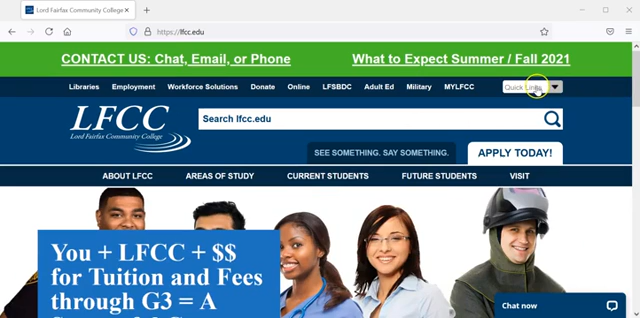 Lord Fairfax Community College
https://lfcc.edu
CONTACT US: Chat, Email, or Phone
What to Expect Summer / Fall 2021
Libraries Employment Workforce Solutions Donate Online LFSBDC Adult Ed Military MYLFCC Quick Links
LFCC
Lord Fairfax Community College
Search lfcc.edu
SEE SOMETHING. SAY SOMETHING.
APPLY TODAY!
ABOUT LFCC AREAS OF STUDY CURRENT STUDENTS FUTURE STUDENTS VISIT
You + LFCC + $$
for Tuition and Fees
through G3 = A
Chat now